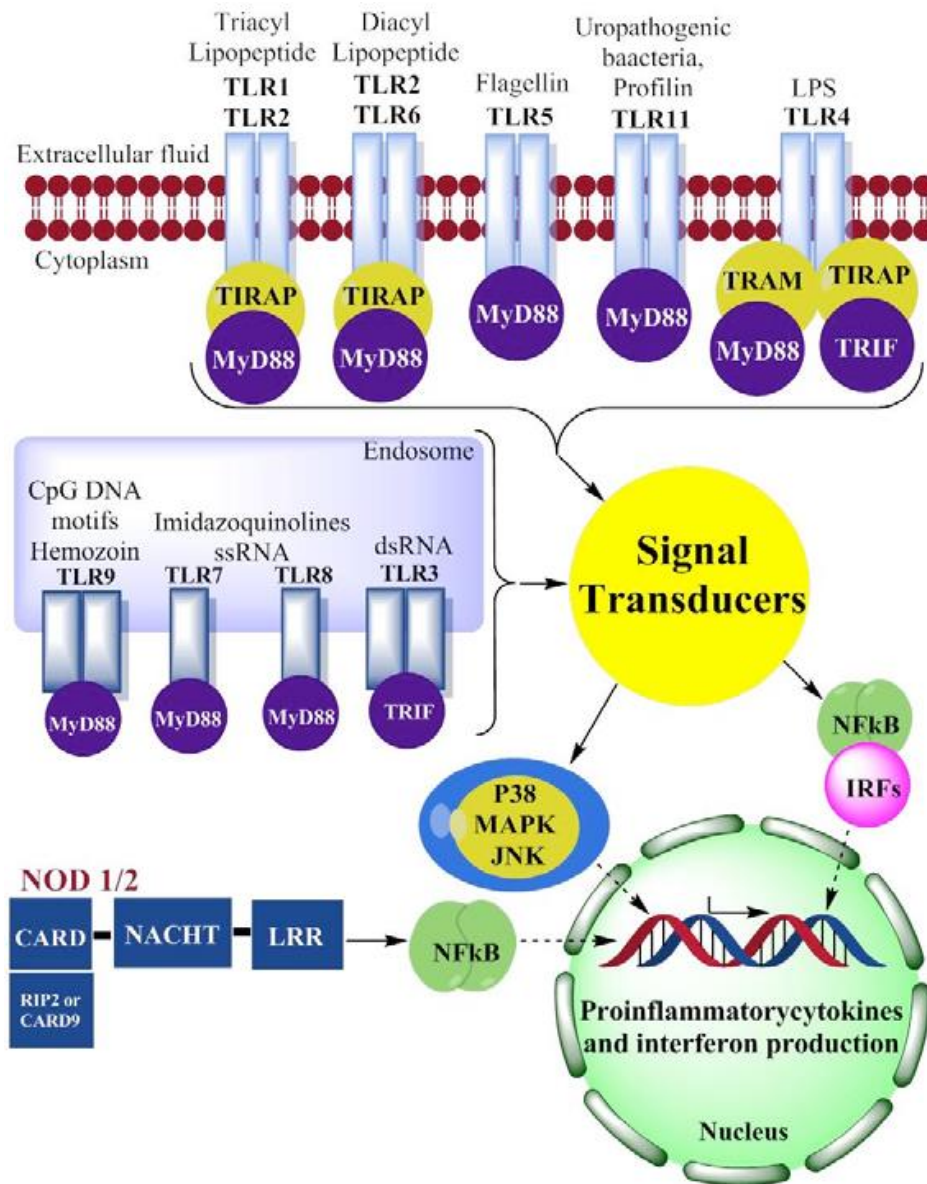 Triacyl
Lipopeptide
TLR1
TLR2
Diacyl
Lipopeptide
TLR2
TLR6
Flagellin
TLR5
Uropathogenic
baacteria,
Profilin
TLR11
LPS
TLR4
Extracellular fluid
Cytoplasm
TIRAP
MyD88
TIRAP
MyD88
MyD88
MyD88
TRAM
MyD88
TIRAP
TRIF
Endosome
CpG DNA
motifs
Hemozoin
TLR9
Imidazoquinolines
ssRNA
TLR7
TLR8
dsRNA
TLR3
MyD88
MyD88
MyD88
TRIF
Signal
Transducers
NFkB
IRFs
P38
MAPK
JNK
NOD 1/2
CARD
NACHT
LRR
RIP2 or
CARD9
NFkB
Proinflammatorycytokines
and interferon production
Nucleus